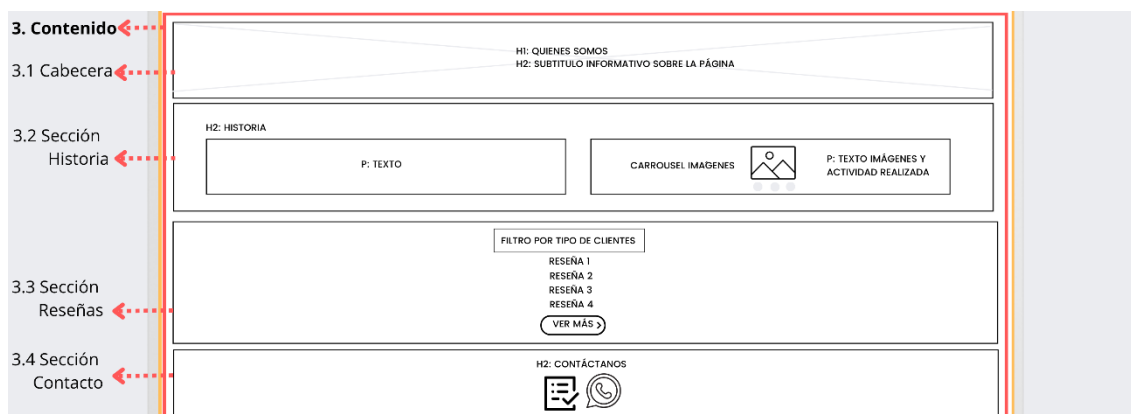 3. Contenido
3.1 Cabecera
H1: QUIENES SOMOS
H2: SUBTITULO INFORMATIVO SOBRE LA PÁGINA
3.2 Sección
Historia
H2: HISTORIA
P: TEXTO
CARROUSEL IMAGENES
P: TEXTO IMÁGENES Y
ACTIVIDAD REALIZADA
3.3 Sección
Reseñas
FILTRO POR TIPO DE CLIENTES
RESEÑA 1
RESEÑA 2
RESEÑA 3
RESEÑA 4
VER MÁS
3.4 Sección
Contacto
H2: CONTÁCTANOS